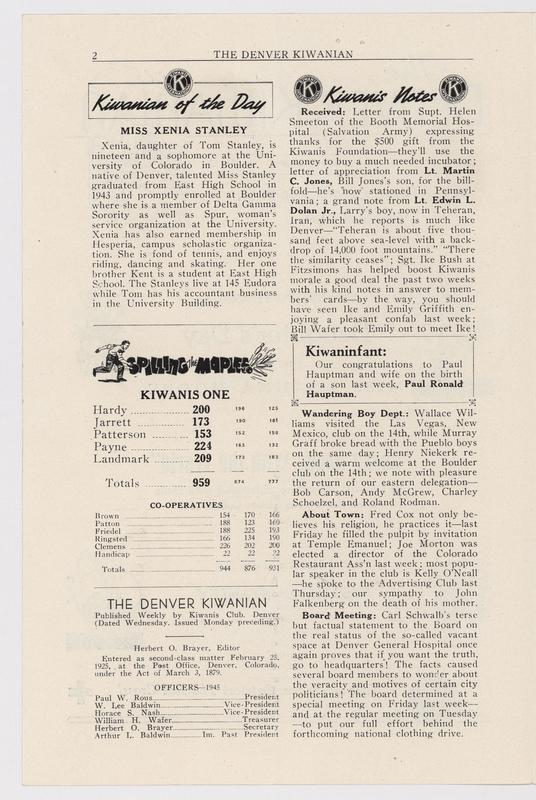 2
THE DENVER KIWANIAN
Kiwanian of the Day
MISS XENIA STANLEY
Xenia, daughter of Tom Stanley, is
nineteen and a sophomore at the Uni-
versity of Colorado in Boulder. A
native of Denver, talented Miss Stanley
graduated from East High School in
1943 and promptly enrolled at Boulder
where she is a member of Delta Gamma
Sorority as well as Spur, woman's
service organization at the University.
Xenia has also earned membership in
Hesperia, campus scholastic organiza-
tion. She is fond of tennis, and enjoys
riding, dancing and skating. Her one
brother Kent is a student at East High
School. The Stanleys live at 145 Eudora
while Tom has his accountant business
in the University Building.
SPILLING the MAPLES
KIWANIS ONE
Hardy 200 196 125
Jarrett 173 190 181
Patterson 153 152 150
Payne 224 163 132
Landmark 209 173 183
Totals 959 874 777
CO-OPERATIVES
Brown 154 170 166
Patton 188 123 160
Friedel 188 225 193
Ringsted 166 134 190
Clemens 226 202 200
Handicap 22 22 22
Totals 944 876 931
THE DENVER KIWANIAN
Published Weekly by Kiwanis Club. Denver
(Dated Wednesday. Issued Monday preceding.)
Herbert O. Brayer, Editor
Entered as second-class matter February 25,
1925, at the Post Office, Denver, Colorado,
under the Act of March 3, 1879.
OFFICERS—1945
Paul W. Rous President
W. Lee Baldwin Vice-President
Horace S. Nash Vice-President
William H. Wafer Treasurer
Herbert O. Brayer Secretary
Arthur L. Baldwin Im. Past President
Kiwanis Notes
Received: Letter from Supt. Helen
Smeeton of the Booth Memorial Hos-
pital (Salvation Army) expressing
thanks for the $500 gift from the
Kiwanis Foundation—they'll use the
money to buy a much needed incubator;
letter of appreciation from Lt. Martin
C. Jones, Bill Jones's son, for the bill-
fold—he's 'now' stationed in Pennsyl-
vania; a grand note from Lt. Edwin L.
Dolan Jr., Larry's boy, now in Teheran,
Iran, which he reports is much like
Denver—"Teheran is about five thou-
sand feet above sea-level with a back-
drop of 14,000 foot mountains." "There
the similarity ceases"; Sgt. Ike Bush at
Fitzsimons has helped boost Kiwanis
morale a good deal the past two weeks
with his kind notes in answer to mem-
bers' cards—by the way, you should
have seen Ike and Emily Griffith en-
joying a pleasant confab last week;
Bill Wafer took Emily out to meet Ike!
Kiwaninfant:
Our congratulations to Paul
Hauptman and wife on the birth
of a son last week, Paul Ronald
Hauptman.
Wandering Boy Dept.: Wallace Wil-
liams visited the Las Vegas, New
Mexico, club on the 14th, while Murray
Graff broke bread with the Pueblo boys
on the same day; Henry Niekerk re-
ceived a warm welcome at the Boulder
club on the 14th; we note with pleasure
the return of our eastern delegation—
Bob Carson, Andy McGrew, Charley
Schoelzel, and Roland Rodman.
About Town: Fred Cox not only be-
lieves his religion, he practices it—last
Friday he filled the pulpit by invitation
at Temple Emanuel; Joe Morton was
elected a director of the Colorado
Restaurant Ass'n last week; most popu-
lar speaker in the club is Kelly O'Neall
—he spoke to the Advertising Club last
Thursday; our sympathy to John
Falkenberg on the death of his mother.
Board Meeting: Carl Schwalb's terse
but factual statement to the Board on
the real status of the so-called vacant
space at Denver General Hospital once
again proves that if you want the truth,
go to headquarters! The facts caused
several board members to wonder about
the veracity and motives of certain city
politicians! The board determined at a
special meeting on Friday last week—
and at the regular meeting on Tuesday
—to put our full effort behind the
forthcoming national clothing drive.